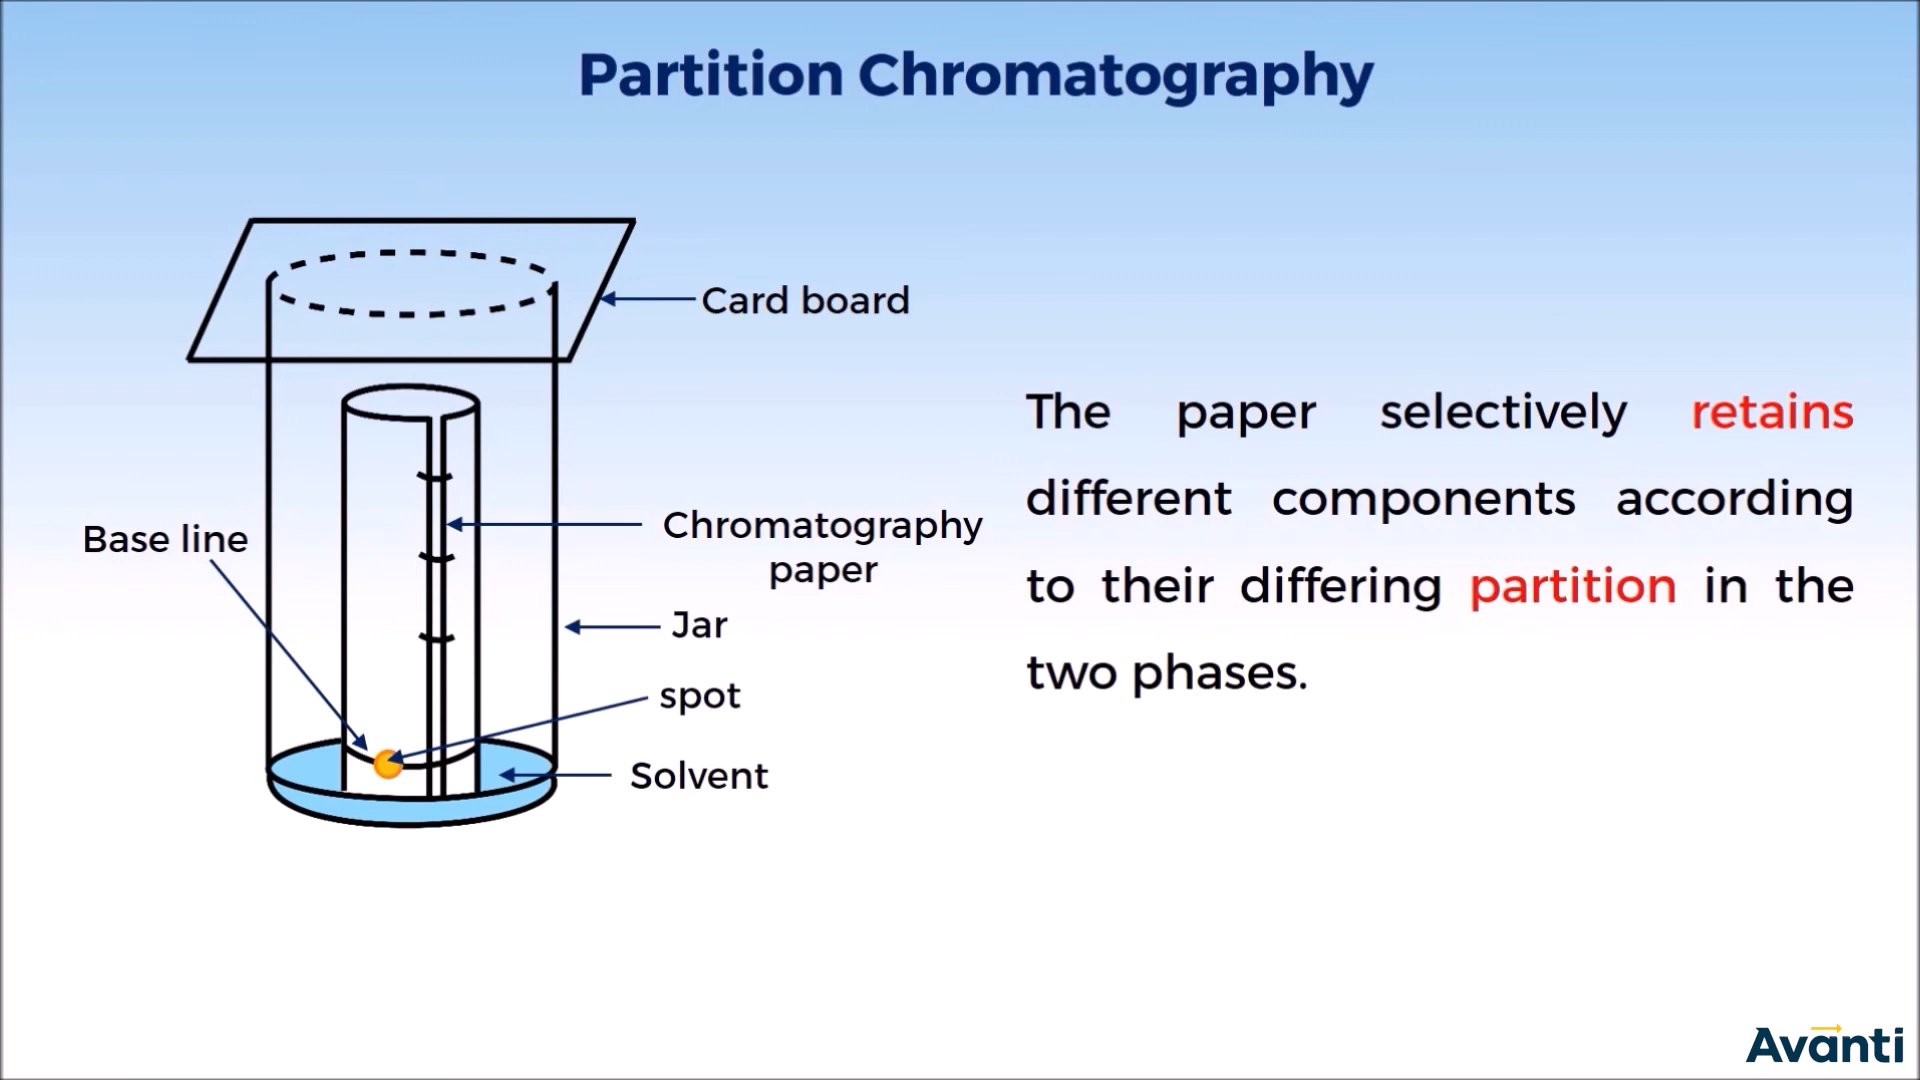 Partition Chromatography
Card board
Base line
Chromatography
paper
Jar
spot
Solvent
The paper selectively retains
different components according
to their differing partition in the
two phases.
Avanti